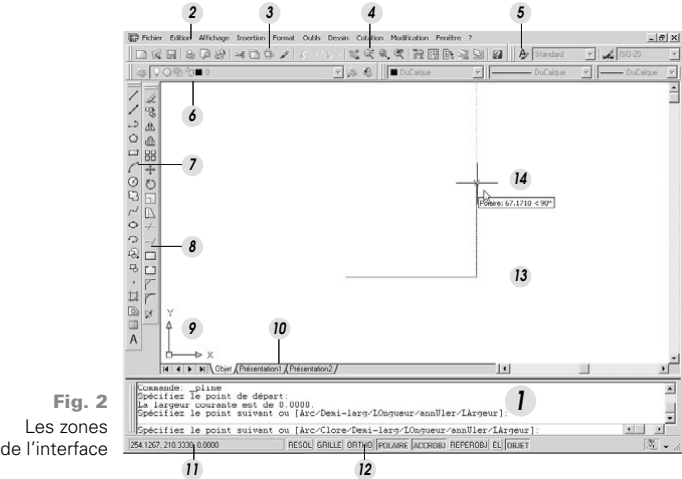 2 3 4 5
Fichier Edition Affichage Insertion Format Outils Dessin Cotation Modification Fenêtre ?
Standard ISO-25
0 DuCalque DuCalque DuCalque
6
7
14
Polaire: 67.1710 < 90°
8
13
Y
9 10
X
Objet Présentation1 Présentation2
Commande: _pline
Spécifiez le point de départ:
La largeur courante est de 0.0000.
Spécifiez le point suivant ou [Arc/Demi-larg/LOngueur/annUler/LArgeur]:
1
Spécifiez le point suivant ou [Arc/Clore/Demi-larg/LOngueur/annUler/LArgeur]:
254.1267, 210.3330, 0.0000 RESOL GRILLE ORTHO POLAIRE ACCROBJ REPEROBJ EL OBJET
11 12
Fig. 2
Les zones
de l'interface